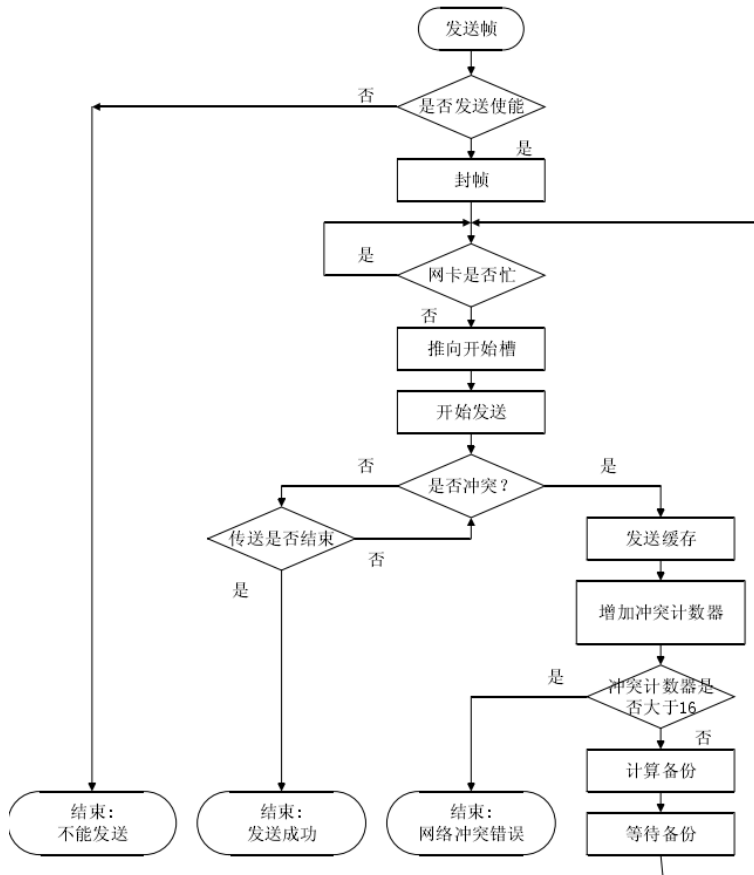 发送帧
否
是否发送使能
是
封帧
是
网卡是否忙
否
推向开始槽
开始发送
否
是否冲突?
是
传送是否结束
否
发送缓存
是
增加冲突计数器
是
冲突计数器是
否大于16
否
计算备份
结束:
不能发送
结束:
发送成功
结束:
网络冲突错误
等待备份